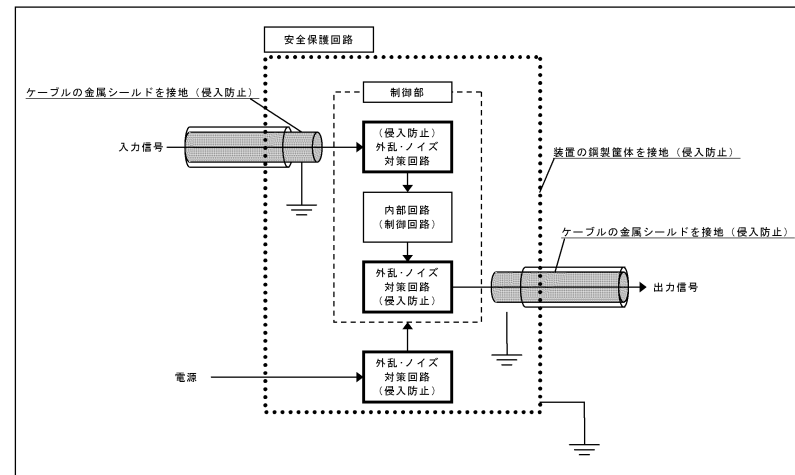 安全保護回路
ケーブルの金属シールドを接地（侵入防止）
制御部
入力信号
（侵入防止）
外乱・ノイズ
対策回路
装置の鋼製筐体を接地（侵入防止）
内部回路
（制御回路）
ケーブルの金属シールドを接地（侵入防止）
外乱・ノイズ
対策回路
（侵入防止）
出力信号
電源
外乱・ノイズ
対策回路
（侵入防止）